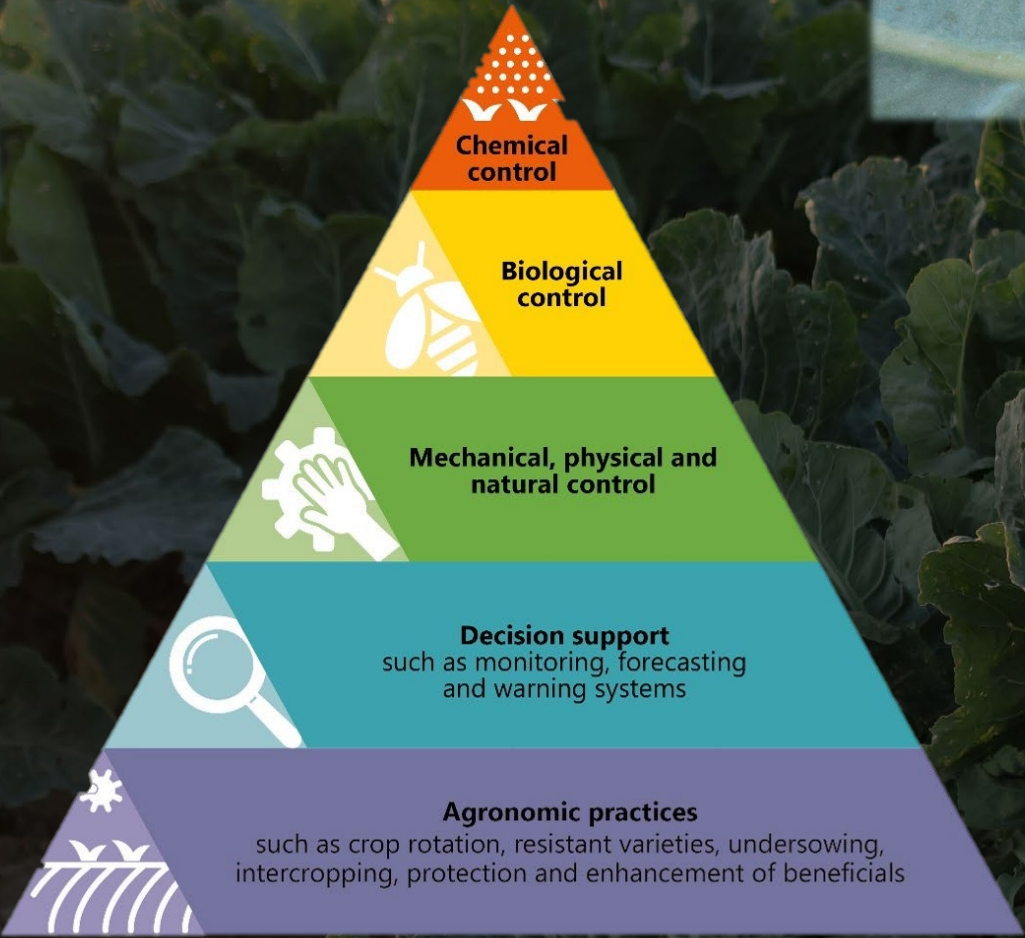 Chemical
control
Biological
control
Mechanical, physical and
natural control
Decision support
such as monitoring, forecasting
and warning systems
Agronomic practices
such as crop rotation, resistant varieties, undersowing,
intercropping, protection and enhancement of beneficials